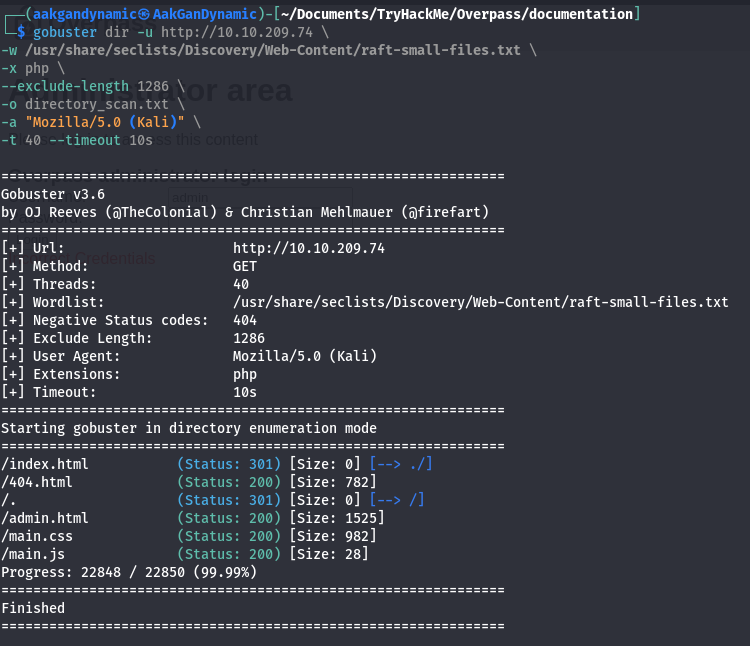 ┌──(aakgandynamic㉿AakGanDynamic)-[~/Documents/TryHackMe/Overpass/documentation]
└─$ gobuster dir -u http://10.10.209.74 \
-w /usr/share/seclists/Discovery/Web-Content/raft-small-files.txt \
-x php \
--exclude-length 1286 \
-o directory_scan.txt \
-a "Mozilla/5.0 (Kali)" \
-t 40 --timeout 10s
===============================================================
Gobuster v3.6
by OJ Reeves (@TheColonial) & Christian Mehlmauer (@firefart)
===============================================================
[+] Url: http://10.10.209.74
[+] Method: GET
[+] Threads: 40
[+] Wordlist: /usr/share/seclists/Discovery/Web-Content/raft-small-files.txt
[+] Negative Status codes: 404
[+] Exclude Length: 1286
[+] User Agent: Mozilla/5.0 (Kali)
[+] Extensions: php
[+] Timeout: 10s
===============================================================
Starting gobuster in directory enumeration mode
===============================================================
/index.html (Status: 301) [Size: 0] [--> ./]
/404.html (Status: 200) [Size: 782]
/. (Status: 301) [Size: 0] [--> /]
/admin.html (Status: 200) [Size: 1525]
/main.css (Status: 200) [Size: 982]
/main.js (Status: 200) [Size: 28]
Progress: 22848 / 22850 (99.99%)
===============================================================
Finished
===============================================================